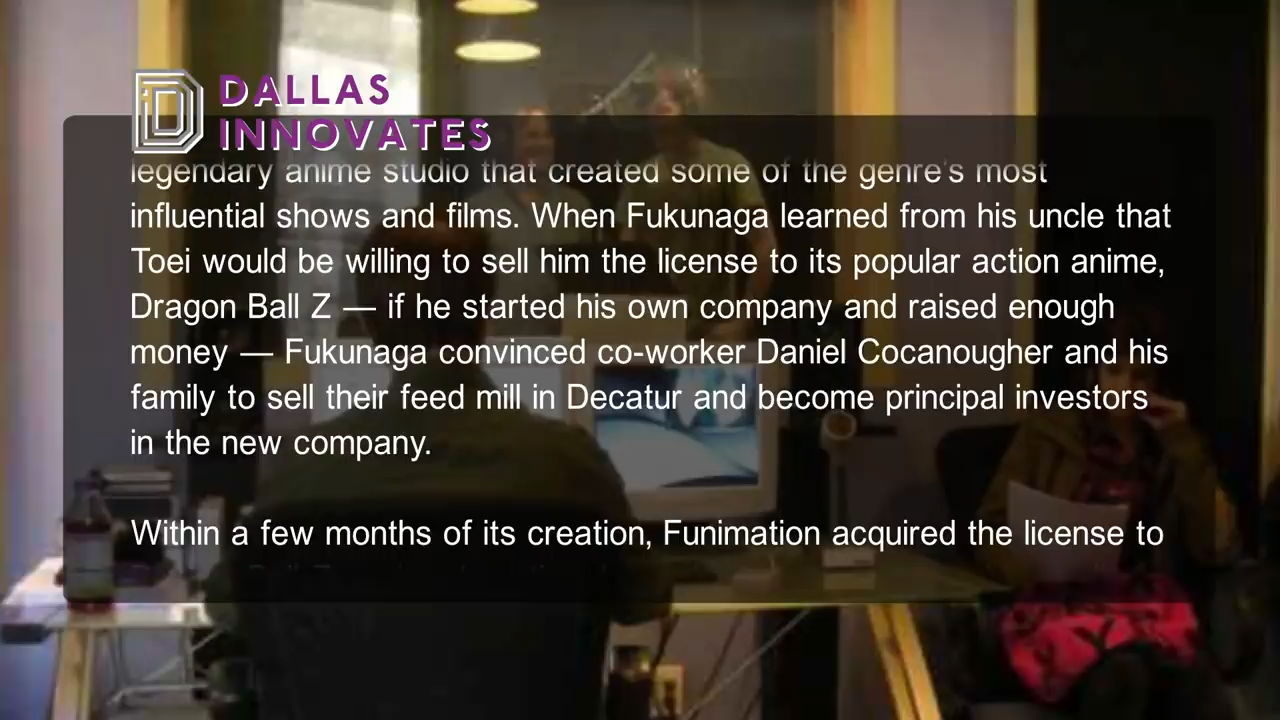 DALLAS
INNOVATES
legendary anime studio that created some of the genre's most
influential shows and films. When Fukunaga learned from his uncle that
Toei would be willing to sell him the license to its popular action anime,
Dragon Ball Z — if he started his own company and raised enough
money — Fukunaga convinced co-worker Daniel Cocanougher and his
family to sell their feed mill in Decatur and become principal investors
in the new company.
Within a few months of its creation, Funimation acquired the license to